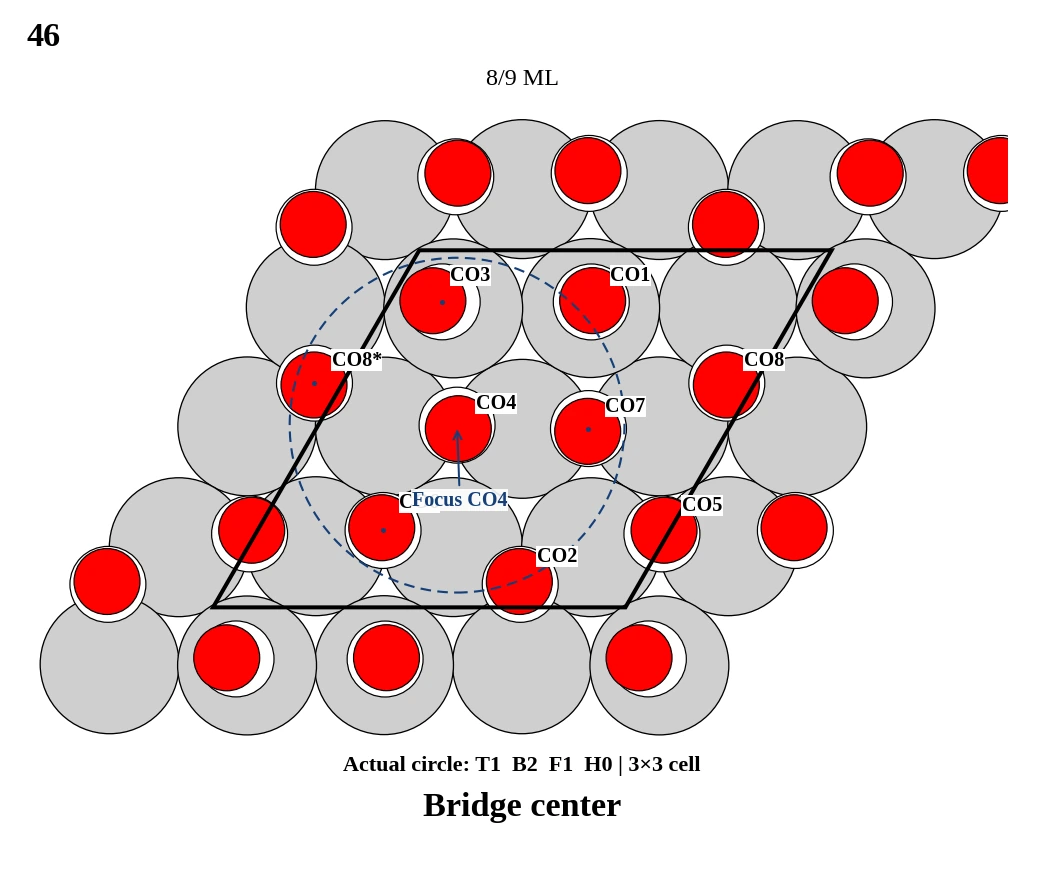 46
8/9 ML
CO3
CO1
CO8*
CO8
CO4
CO7
Focus CO4
CO5
CO2
Actual circle: T1 B2 F1 H0 | 3×3 cell
Bridge center